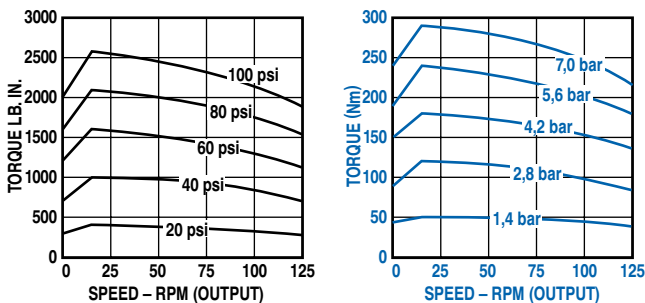 TORQUE LB. IN.
3000
2500
2000
1500
1000
500
0
100 psi
80 psi
60 psi
40 psi
20 psi
0 25 50 75 100 125
SPEED – RPM (OUTPUT)
TORQUE (Nm)
300
250
200
150
100
50
0
7,0 bar
5,6 bar
4,2 bar
2,8 bar
1,4 bar
0 25 50 75 100 125
SPEED – RPM (OUTPUT)